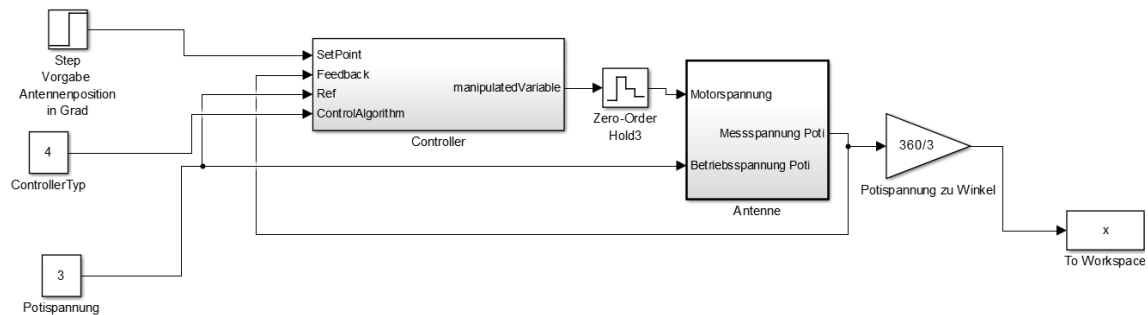 Step
Vorgabe
Antennenposition
in Grad
4
ControllerTyp
3
Potispannung
SetPoint
Feedback
Ref
ControlAlgorithm
manipulatedVariable
Controller
Zero-Order
Hold3
Motorspannung
Messspannung Poti
Betriebsspannung Poti
Antenne
360/3
Potispannung zu Winkel
x
To Workspace